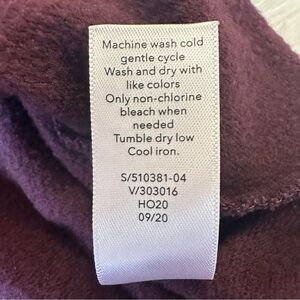 Machine wash cold
gentle cycle
Wash and dry with
like colors
Only non-chlorine
bleach when
needed
Tumble dry low
Cool iron.
S/510381-04
V/303016
HO20
09/20